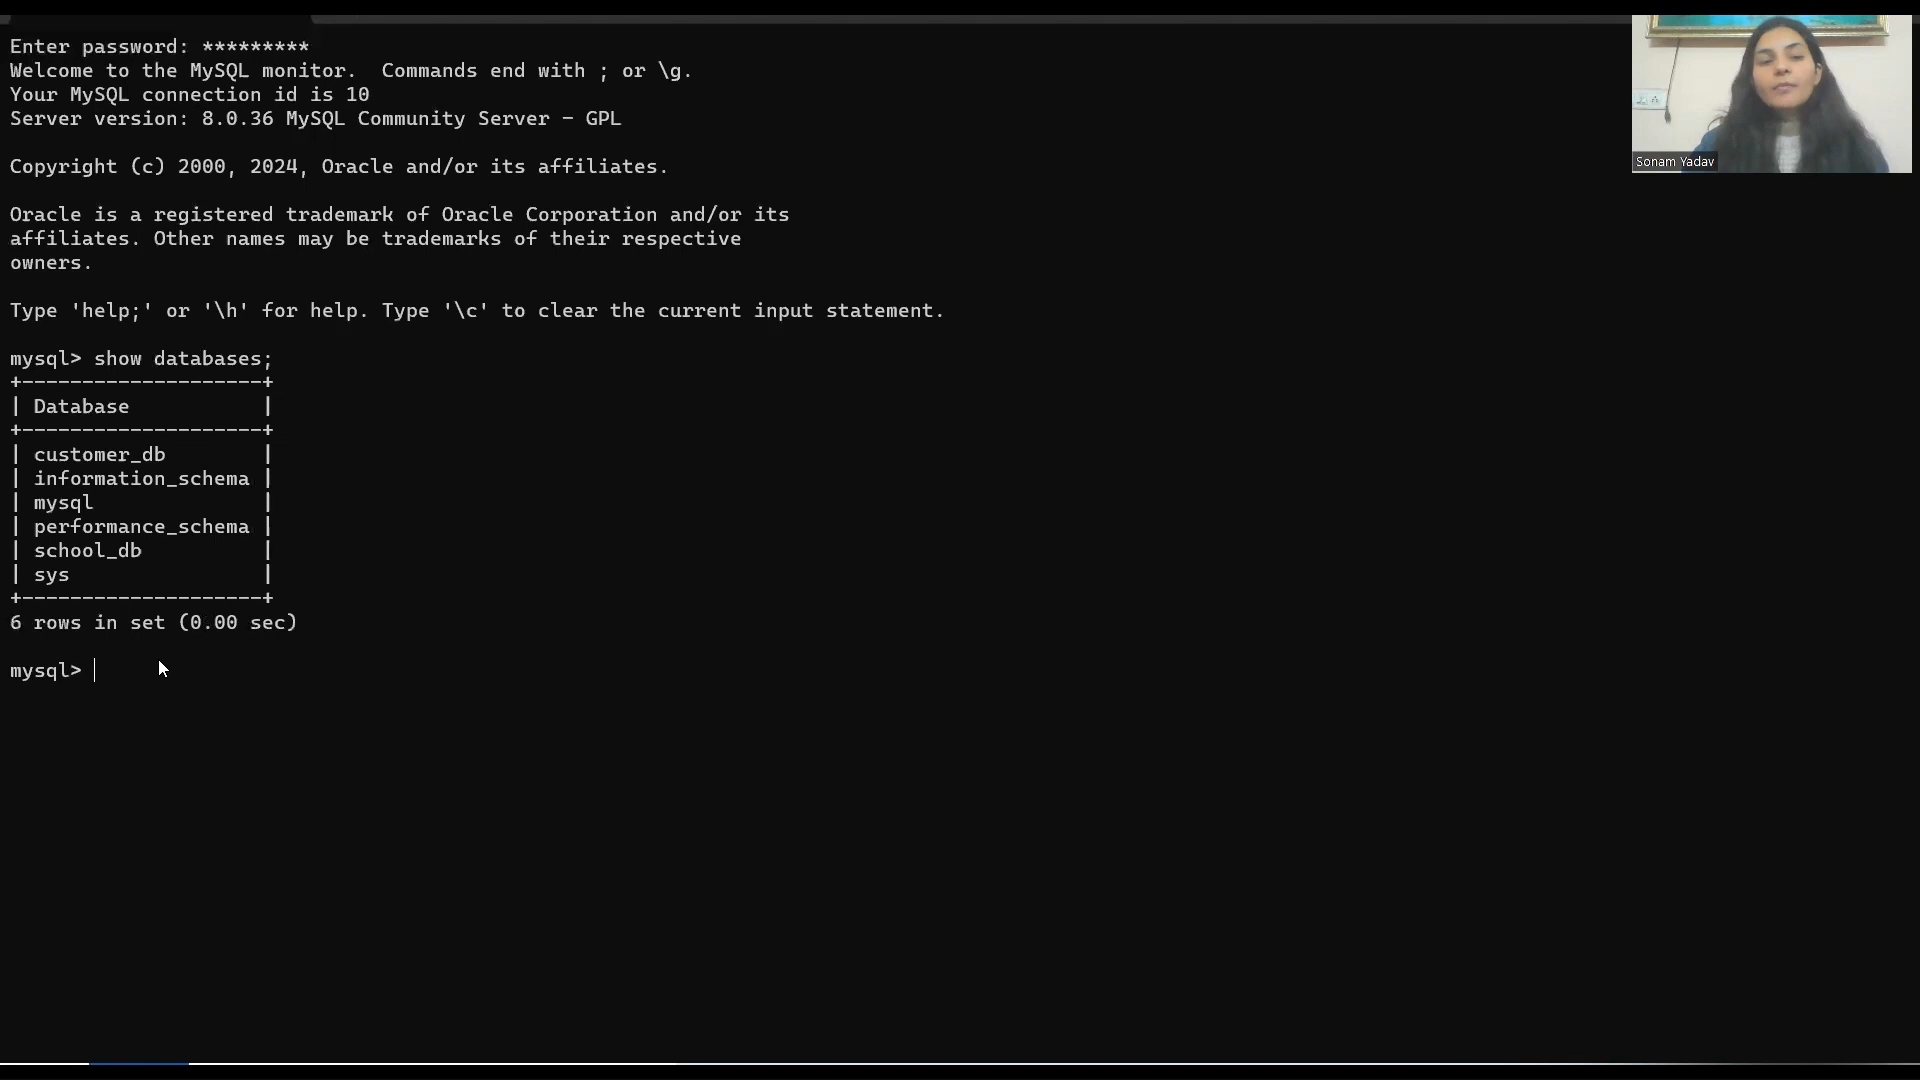 Enter password: *********
Welcome to the MySQL monitor.  Commands end with ; or \g.
Your MySQL connection id is 10
Server version: 8.0.36 MySQL Community Server - GPL
Copyright (c) 2000, 2024, Oracle and/or its affiliates.
Oracle is a registered trademark of Oracle Corporation and/or its
affiliates. Other names may be trademarks of their respective
owners.
Type 'help;' or '\h' for help. Type '\c' to clear the current input statement.
mysql> show databases;
+--------------------+
| Database           |
+--------------------+
| customer_db        |
| information_schema |
| mysql              |
| performance_schema |
| school_db          |
| sys                |
+--------------------+
6 rows in set (0.00 sec)
mysql>
Sonam Yadav